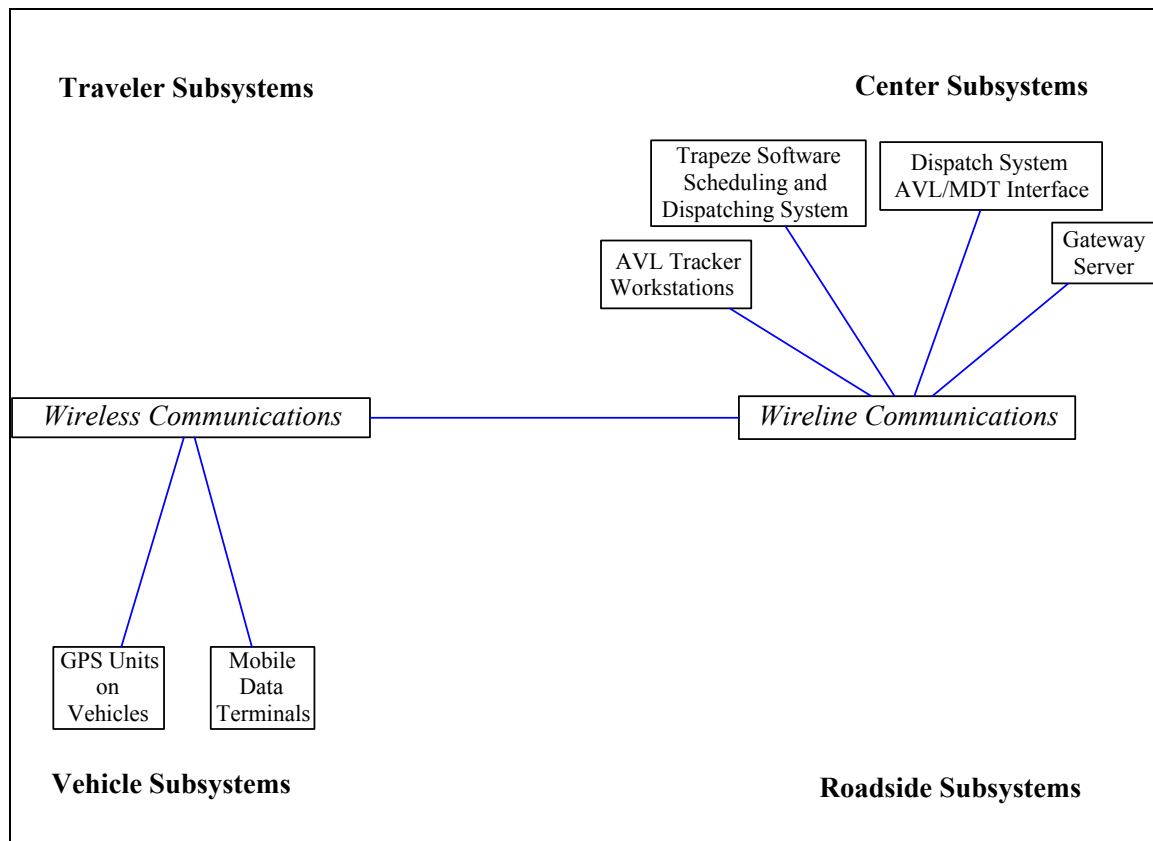 Traveler Subsystems
Center Subsystems
Trapeze Software
Scheduling and
Dispatching System
Dispatch System
AVL/MDT Interface
Gateway
Server
AVL Tracker
Workstations
Wireless Communications
Wireline Communications
GPS Units
on
Vehicles
Mobile
Data
Terminals
Vehicle Subsystems
Roadside Subsystems